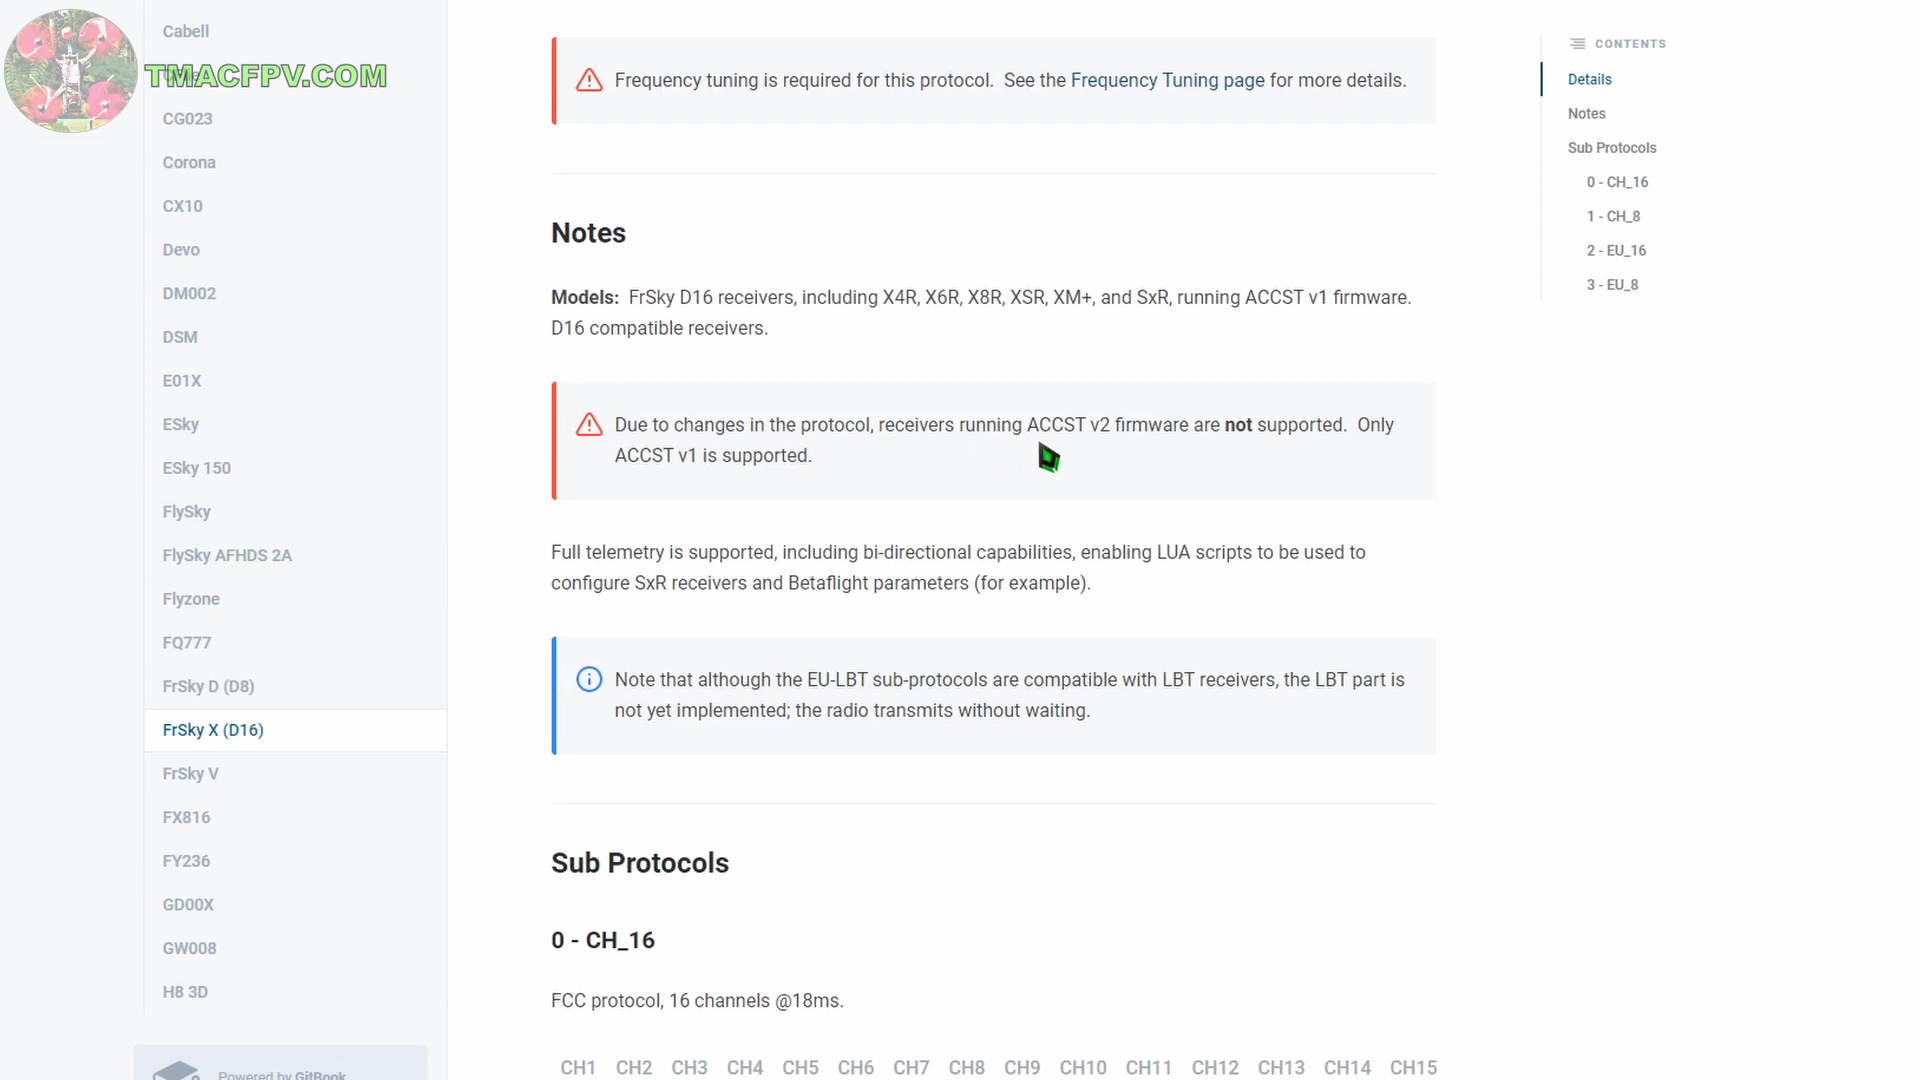 Cabell
TMACFPV.COM
CG023
Corona
CX10
Devo
DM002
DSM
E01X
ESky
ESky 150
FlySky
FlySky AFHDS 2A
Flyzone
FQ777
FrSky D (D8)
FrSky X (D16)
FrSky V
FX816
FY236
GD00X
GW008
H8 3D
Powered by GitBook
Frequency tuning is required for this protocol. See the Frequency Tuning page for more details.
Notes
Models: FrSky D16 receivers, including X4R, X6R, X8R, XSR, XM+, and SxR, running ACCST v1 firmware.
D16 compatible receivers.
Due to changes in the protocol, receivers running ACCST v2 firmware are not supported. Only
ACCST v1 is supported.
Full telemetry is supported, including bi-directional capabilities, enabling LUA scripts to be used to
configure SxR receivers and Betaflight parameters (for example).
Note that although the EU-LBT sub-protocols are compatible with LBT receivers, the LBT part is
not yet implemented; the radio transmits without waiting.
Sub Protocols
0 - CH_16
FCC protocol, 16 channels @18ms.
CH1 CH2 CH3 CH4 CH5 CH6 CH7 CH8 CH9 CH10 CH11 CH12 CH13 CH14 CH15
CONTENTS
Details
Notes
Sub Protocols
0 - CH_16
1 - CH_8
2 - EU_16
3 - EU_8